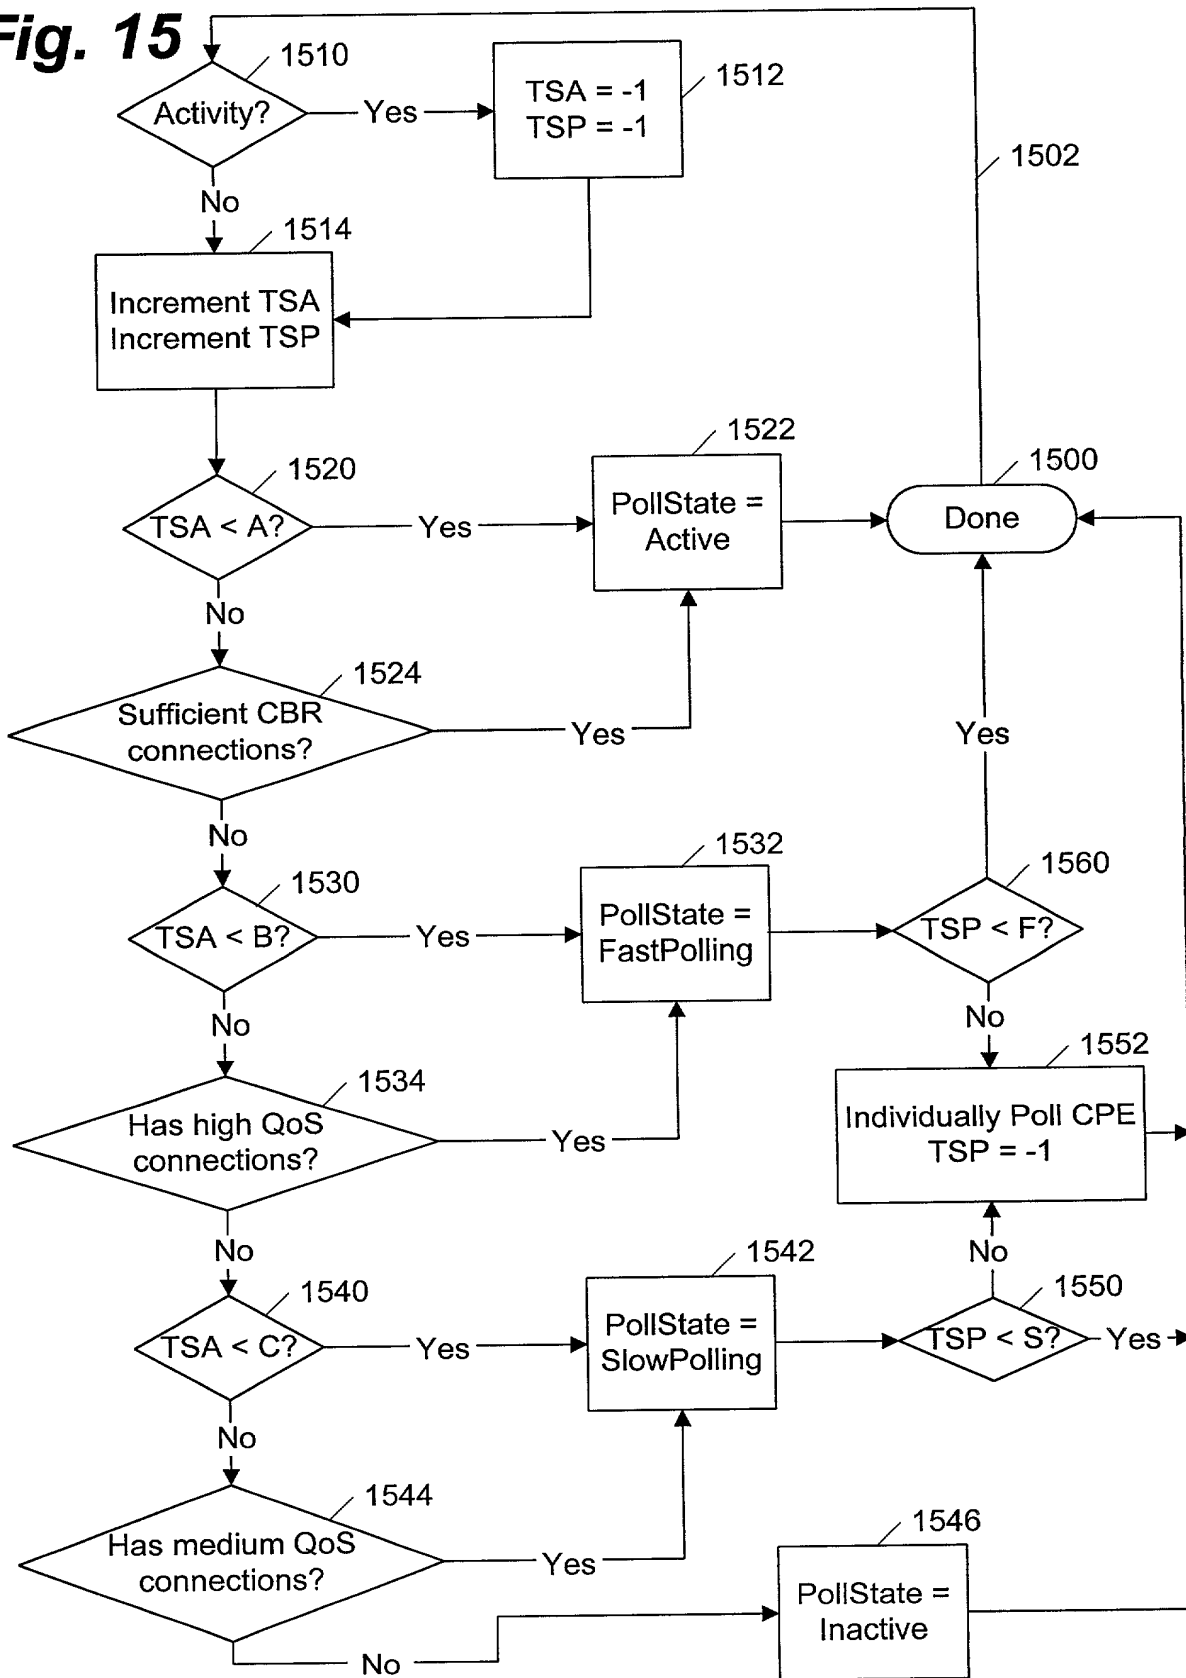 Fig. 15
1510
Activity?
Yes
1512
TSA = -1
TSP = -1
1502
No
1514
Increment TSA
Increment TSP
1520
TSA < A?
Yes
1522
PollState =
Active
1500
Done
No
1524
Sufficient CBR
connections?
Yes
Yes
No
1530
TSA < B?
Yes
1532
PollState =
FastPolling
1560
TSP < F?
No
No
1534
Has high QoS
connections?
Yes
1552
Individually Poll CPE
TSP = -1
No
No
1540
TSA < C?
Yes
1542
PollState =
SlowPolling
1550
TSP < S?
Yes
No
1544
Has medium QoS
connections?
Yes
1546
PollState =
Inactive
No